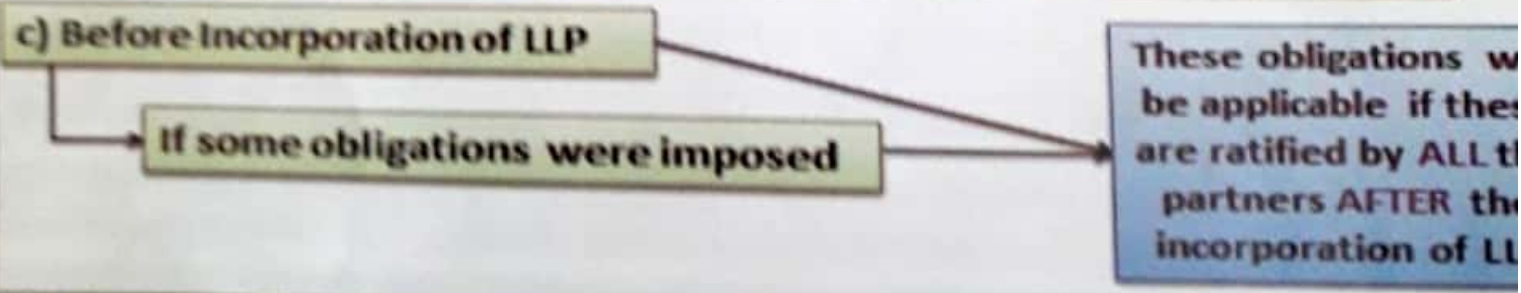 c) Before Incorporation of LLP
If some obligations were imposed
These obligations
be applicable if
are ratified by ALL
partners AFTER
incorporation of